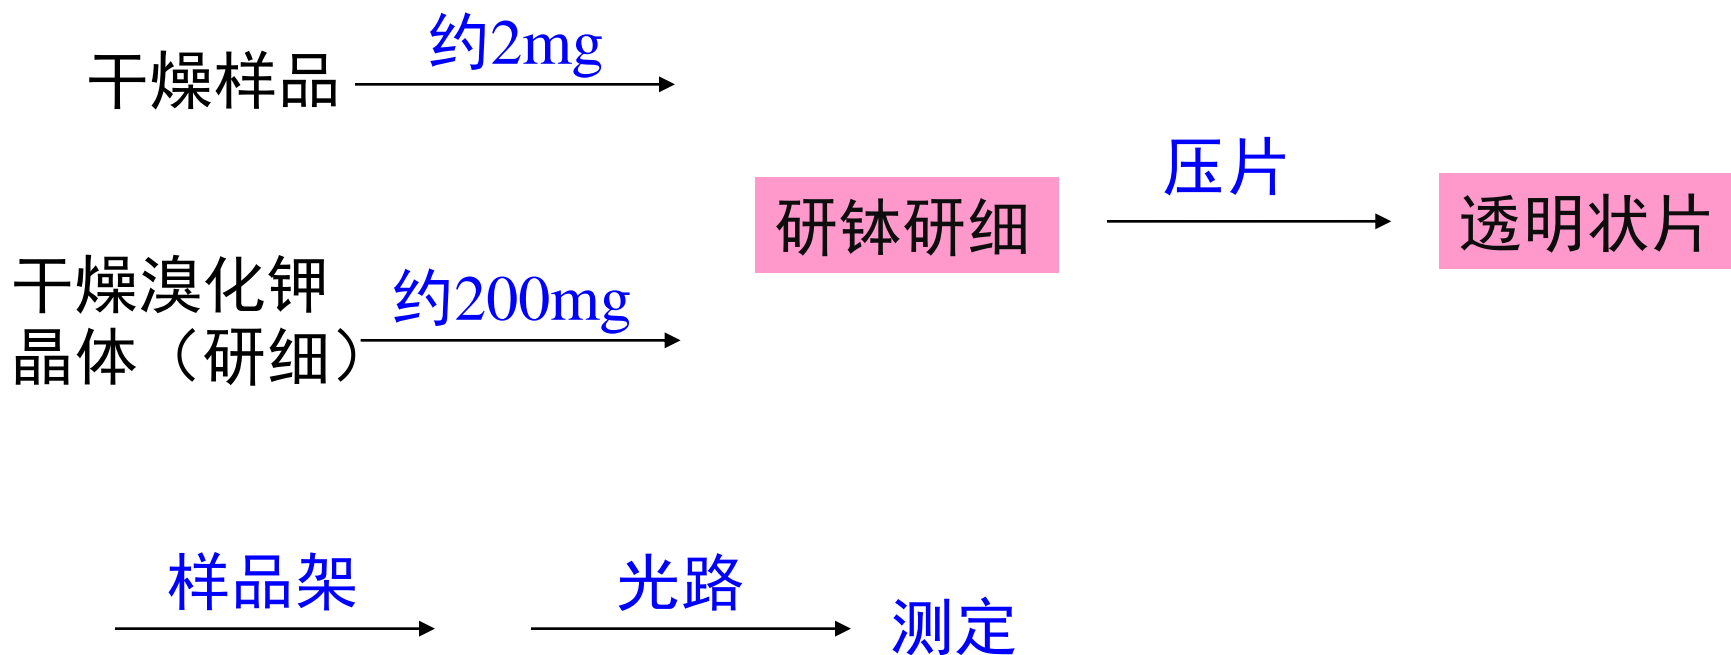 干燥样品
约2mg
压片
研钵研细
透明状片
干燥溴化钾
晶体（研细）
约200mg
样品架
光路
测定